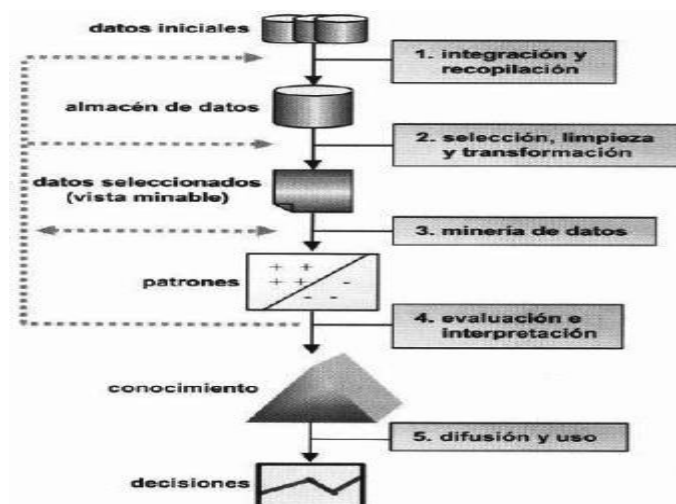 datos iniciales
1. integración y
recopilación
almacén de datos
2. selección, limpieza
y transformación
datos seleccionados
(vista minable)
3. minería de datos
patrones
4. evaluación e
interpretación
conocimiento
5. difusión y uso
decisiones